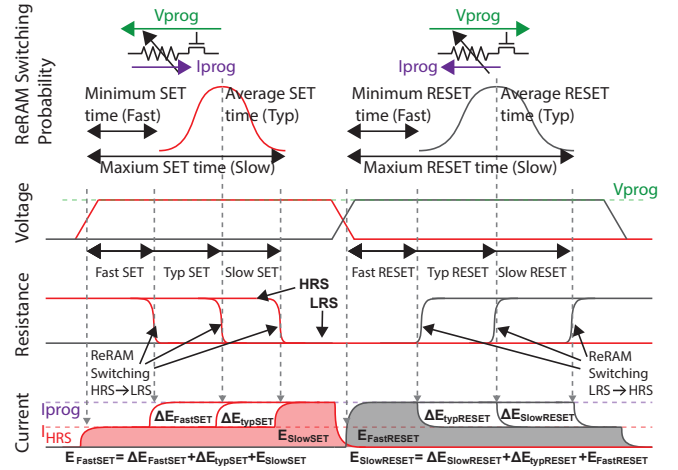 ReRAM Switching
Probability
Vprog
Iprog
Minimum SET
time (Fast)
Average SET
time (Typ)
Maxium SET time (Slow)
Vprog
Iprog
Minimum RESET
time (Fast)
Average RESET
time (Typ)
Maxium RESET time (Slow)
Voltage
Vprog
Fast SET
Typ SET
Slow SET
Fast RESET
Typ RESET
Slow RESET
Resistance
HRS
LRS
ReRAM
Switching
HRS→LRS
ReRAM
Switching
LRS→HRS
Current
Iprog
IHRS
ΔEFastSET
ΔEtypSET
ESlowSET
EFastRESET
ΔEtypRESET
ΔESlowRESET
EFastSET= ΔEFastSET+ΔEtypSET+ESlowSET
ESlowRESET= ΔESlowRESET+ΔEtypRESET+EFastRESET